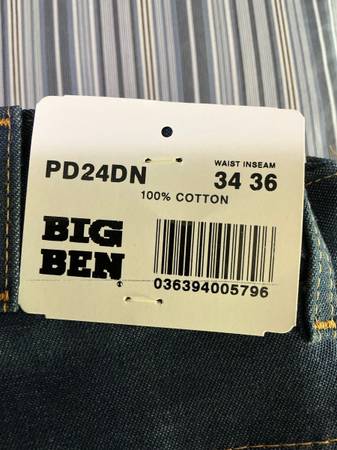 PD24DN
WAIST INSEAM
34 36
100% COTTON
BIG
BEN.
036394005796